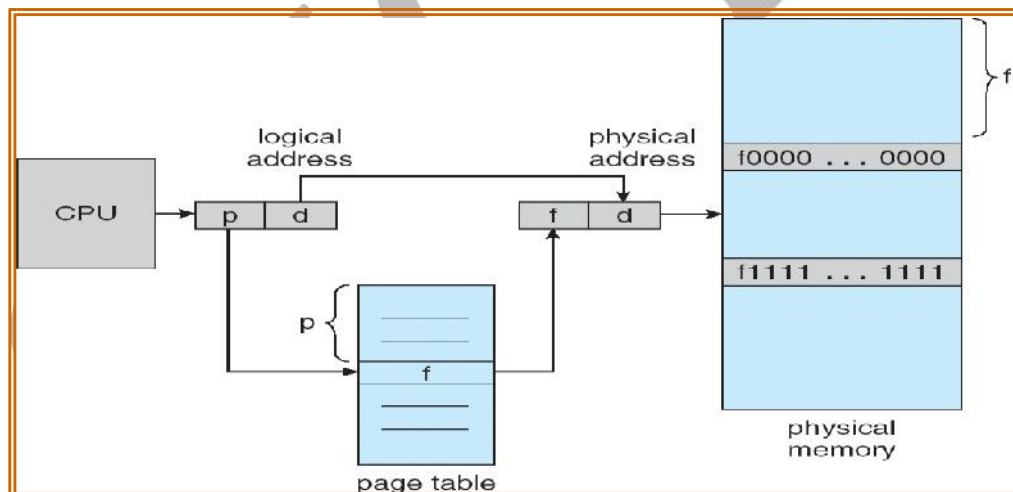 logical
address
physical
address
f
f0000 ... 0000
CPU
p
d
f
d
f1111 ... 1111
p
f
page table
physical
memory